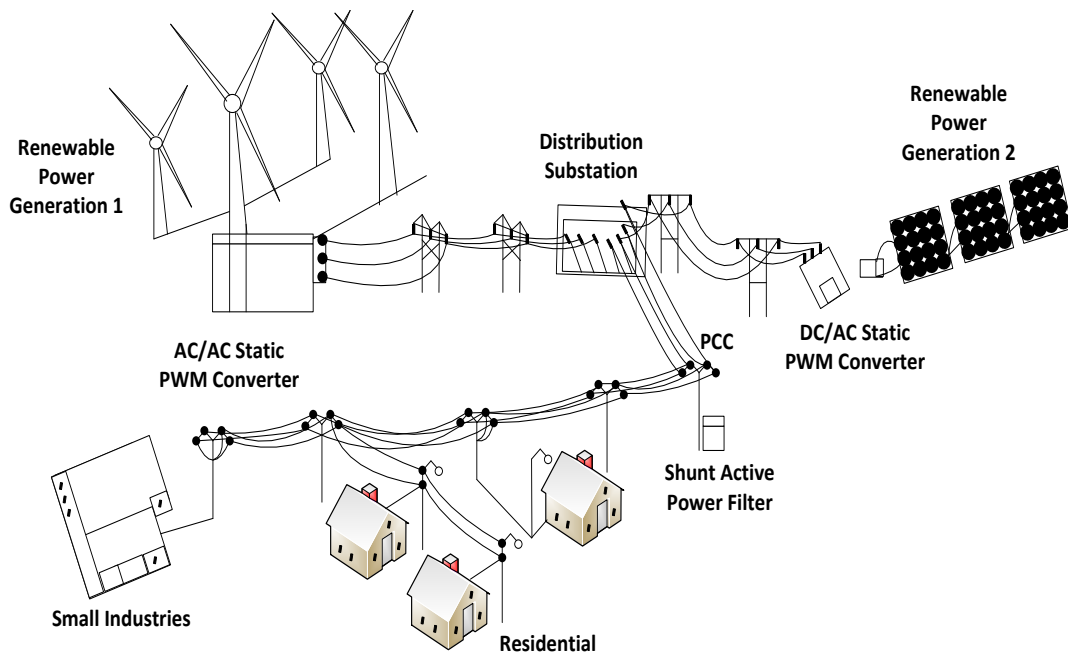 Renewable
Power
Generation 1
Distribution
Substation
Renewable
Power
Generation 2
AC/AC Static
PWM Converter
PCC
DC/AC Static
PWM Converter
Shunt Active
Power Filter
Small Industries
Residential